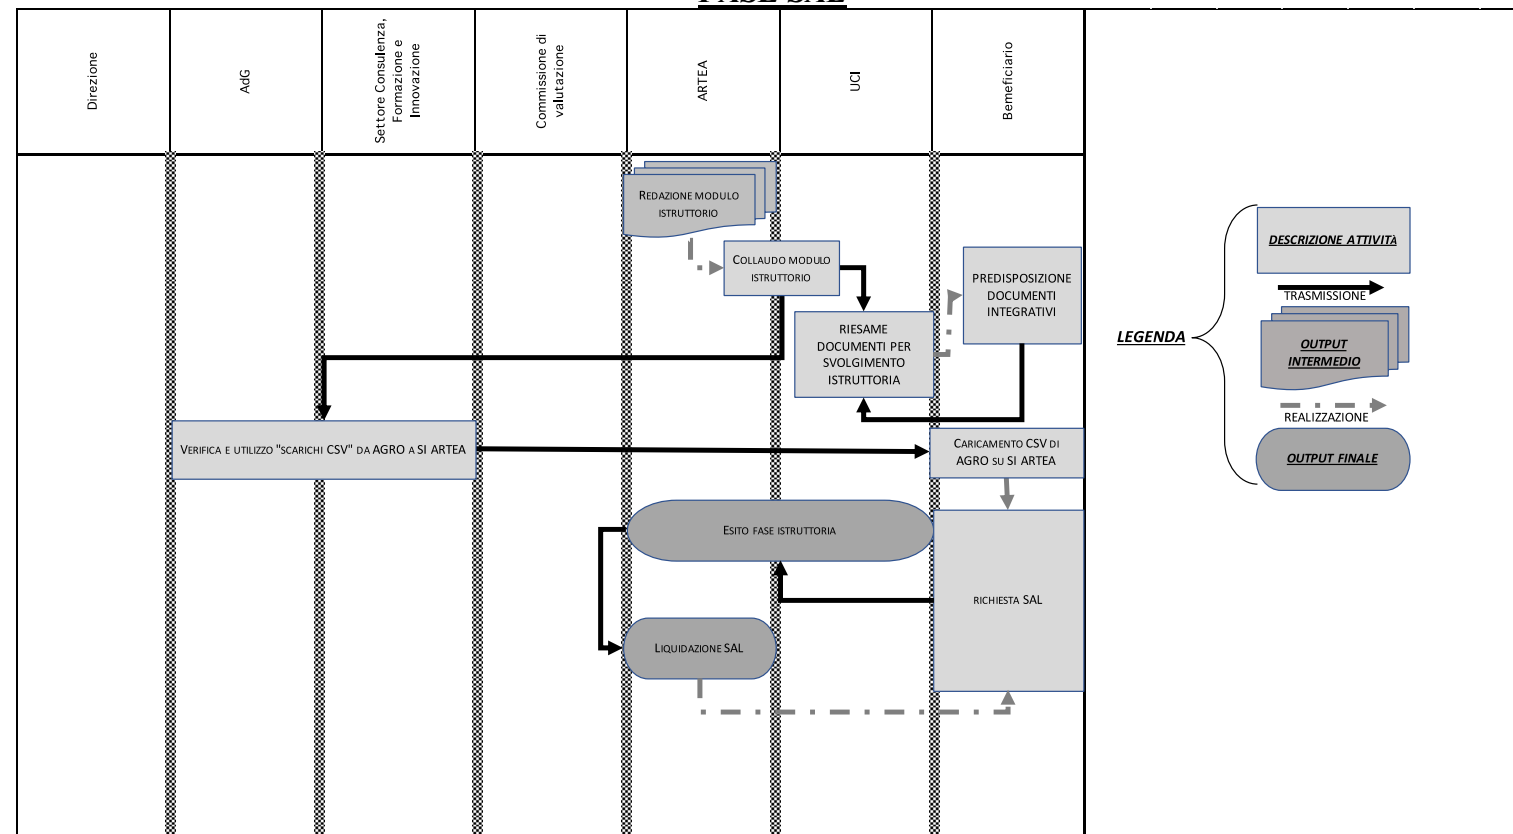 FASE SAL
Direzione
AdG
Settore Consulenza,
Formazione e
Innovazione
Commissione di
valutazione
ARTEA
UCI
Bemeficiario
Redazione modulo
istruttorio
Collaudo modulo
istruttorio
PREDISPOSIZIONE
DOCUMENTI
INTEGRATIVI
RIESAME
DOCUMENTI PER
SVOLGIMENTO
ISTRUTTORIA
Verifica e utilizzo "scarichi CSV" da AGRO a SI ARTEA
Caricamento CSV di
AGRO su SI ARTEA
Esito fase istruttoria
richiesta SAL
Liquidazione SAL
LEGENDA
DESCRIZIONE ATTIVITà
TRASMISSIONE
OUTPUT
INTERMEDIO
REALIZZAZIONE
OUTPUT FINALE